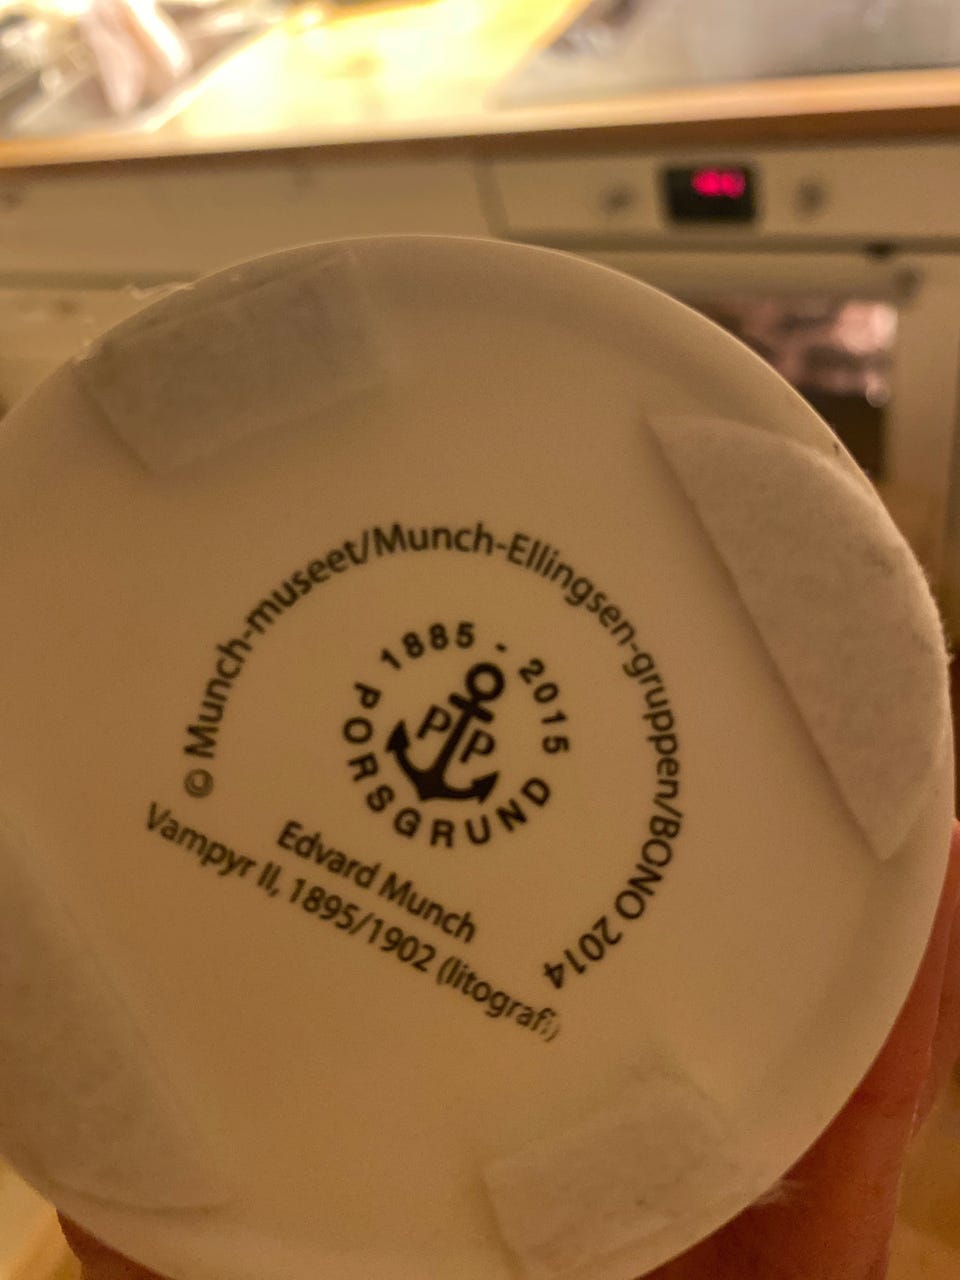 © Munch-museet/Munch-Ellingsen-gruppen/BONO 2014
1885 - 2015
PP
PORSGRUND
Edvard Munch
Vampyr II, 1895/1902 (litografi)